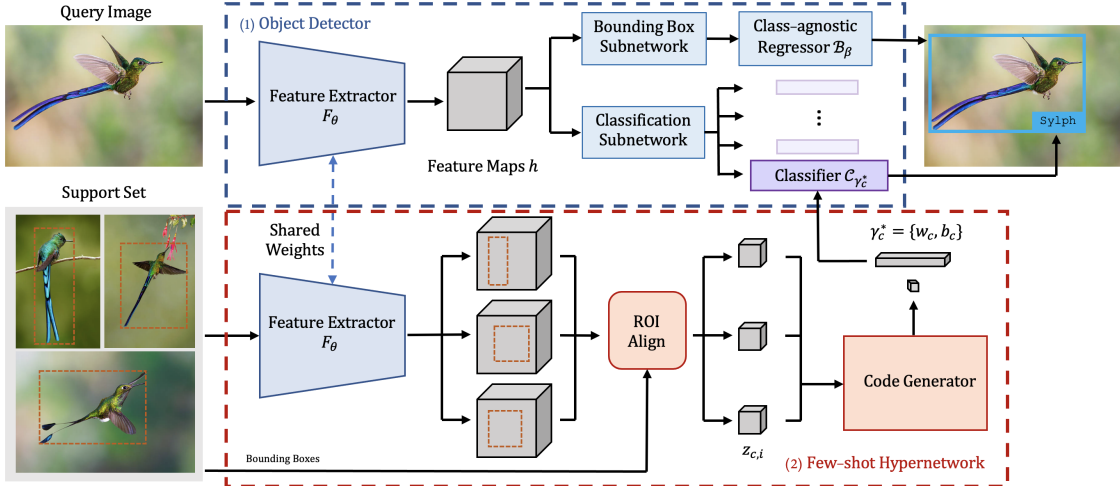 Query Image
(1) Object Detector
Feature Extractor
F_θ
Feature Maps h
Bounding Box
Subnetwork
Class-agnostic
Regressor ℬ_β
Classification
Subnetwork
⋮
Classifier 𝒞_γ*_c
Sylph
Support Set
Shared
Weights
Feature Extractor
F_θ
ROI
Align
z_c,i
γ*_c = {w_c, b_c}
Code Generator
Bounding Boxes
(2) Few-shot Hypernetwork